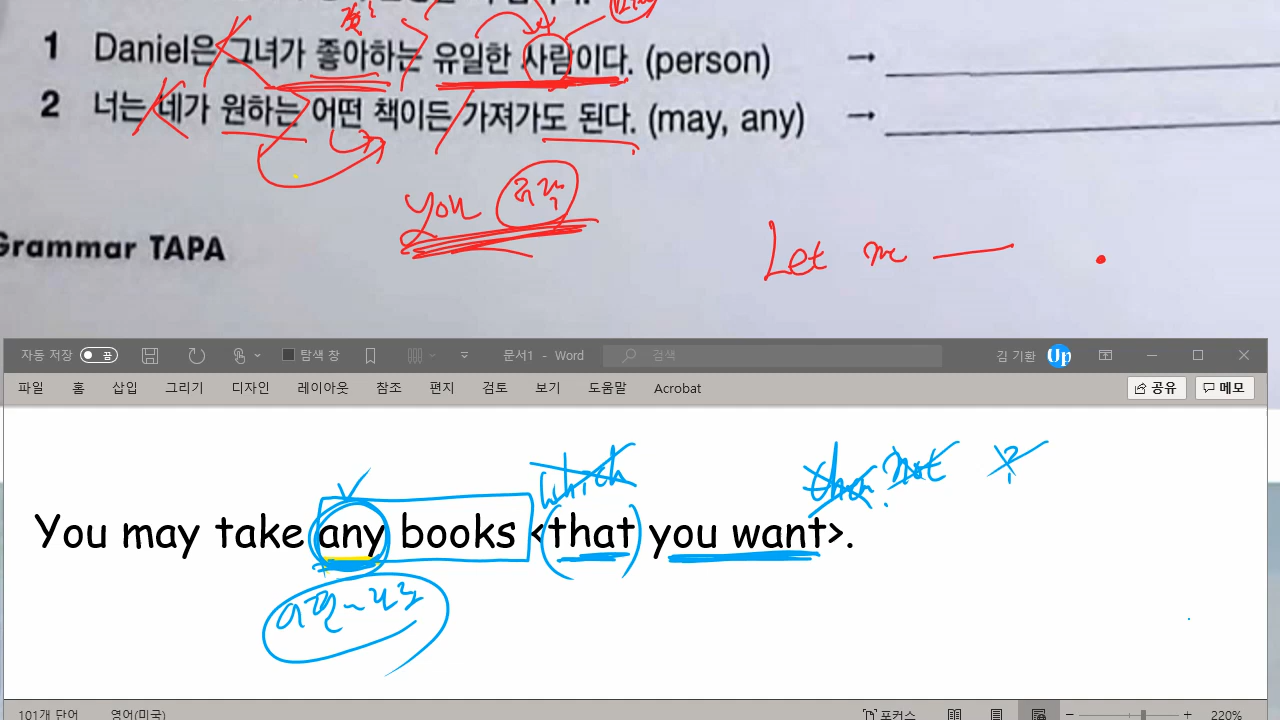 1 Daniel은 그녀가 좋아하는 유일한 사람이다. (person) →
2 너는 네가 원하는 어떤 책이든 가져가도 된다. (may, any) →
you
Grammar TAPA
Let me
자동 저장 끔 탐색 창 문서1 - Word 검색 김 기환 Up
파일 홈 삽입 그리기 디자인 레이아웃 참조 편지 검토 보기 도움말 Acrobat 공유 메모
which
You may take any books <that you want>.
101개 단어 영어(미국) 포커스 220%